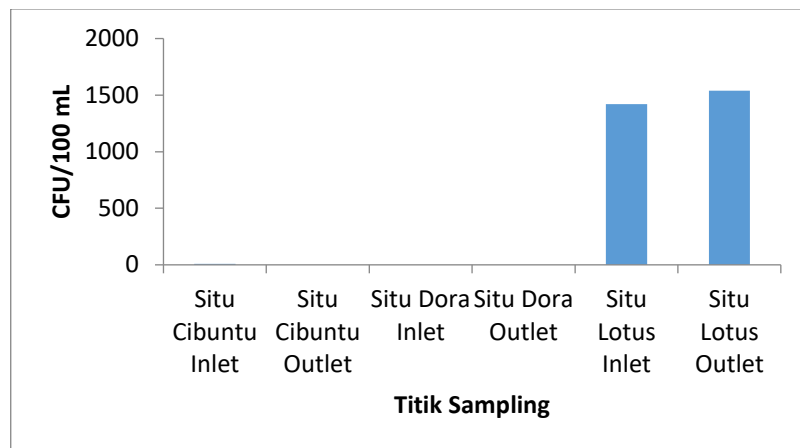 CFU/100 mL
2000
1500
1000
500
0
Situ Cibuntu Inlet
Situ Cibuntu Outlet
Situ Dora Inlet
Situ Dora Outlet
Situ Lotus Inlet
Situ Lotus Outlet
Titik Sampling